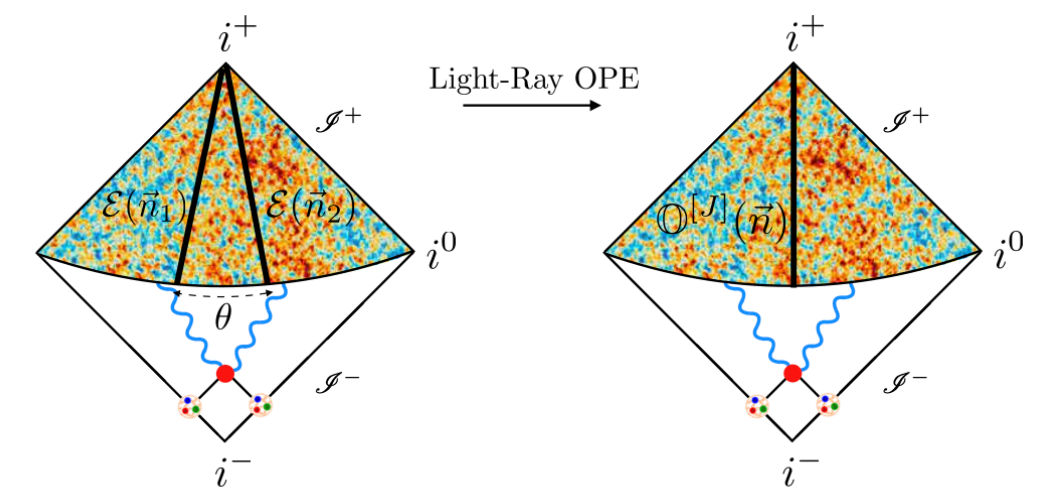 i⁺
𝓘⁺
ℰ(n⃗₁)
ℰ(n⃗₂)
i⁰
θ
𝓘⁻
i⁻
Light-Ray OPE
i⁺
𝓘⁺
𝕆^[J](n⃗)
i⁰
𝓘⁻
i⁻